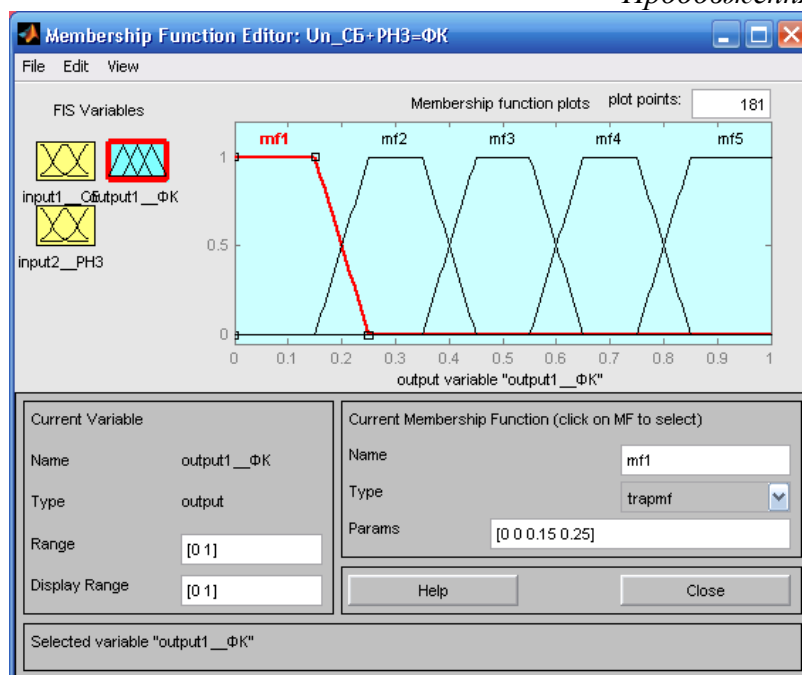 Продовження
Membership Function Editor: Un_СБ+РНЗ=ФК
File Edit View
FIS Variables
Membership function plots plot points: 181
mf1 mf2 mf3 mf4 mf5
1
0.5
0
0 0.1 0.2 0.3 0.4 0.5 0.6 0.7 0.8 0.9 1
output variable "output1__ФК"
input1__СБ output1__ФК
input2__РНЗ
Current Variable
Name output1__ФК
Type output
Range [0 1]
Display Range [0 1]
Current Membership Function (click on MF to select)
Name mf1
Type trapmf
Params [0 0 0.15 0.25]
Help Close
Selected variable "output1__ФК"